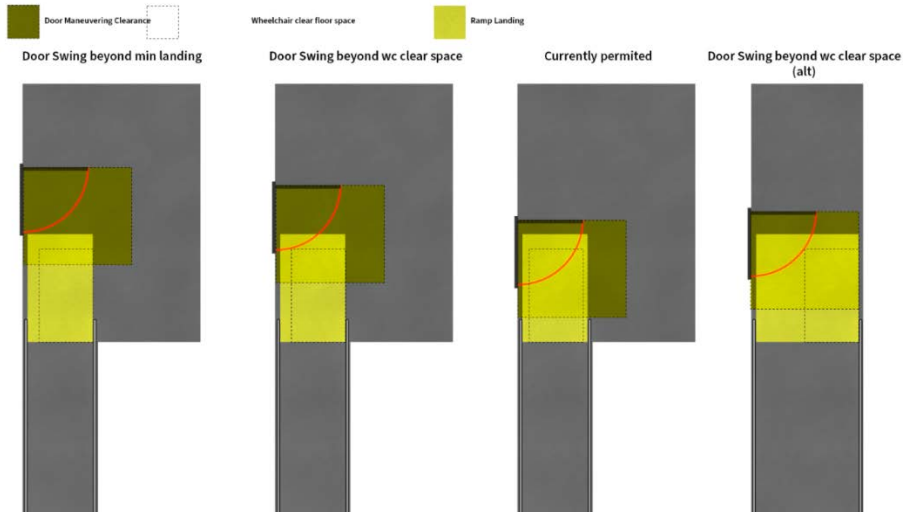 Door Maneuvering Clearance
Wheelchair clear floor space
Ramp Landing
Door Swing beyond min landing
Door Swing beyond wc clear space
Currently permited
Door Swing beyond wc clear space
(alt)